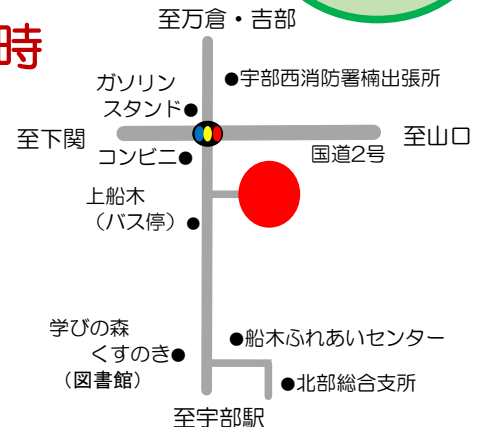 至万倉・吉部
時
●宇部西消防署楠出張所
ガソリン
スタンド●
至下関
至山口
コンビニ●
国道2号
上船木
（バス停）●
学びの森
くすのき●
（図書館）
●船木ふれあいセンター
●北部総合支所
至宇部駅